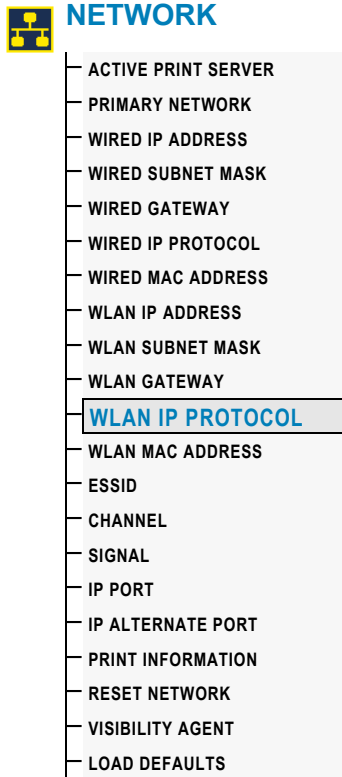 NETWORK
ACTIVE PRINT SERVER
PRIMARY NETWORK
WIRED IP ADDRESS
WIRED SUBNET MASK
WIRED GATEWAY
WIRED IP PROTOCOL
WIRED MAC ADDRESS
WLAN IP ADDRESS
WLAN SUBNET MASK
WLAN GATEWAY
WLAN IP PROTOCOL
WLAN MAC ADDRESS
ESSID
CHANNEL
SIGNAL
IP PORT
IP ALTERNATE PORT
PRINT INFORMATION
RESET NETWORK
VISIBILITY AGENT
LOAD DEFAULTS